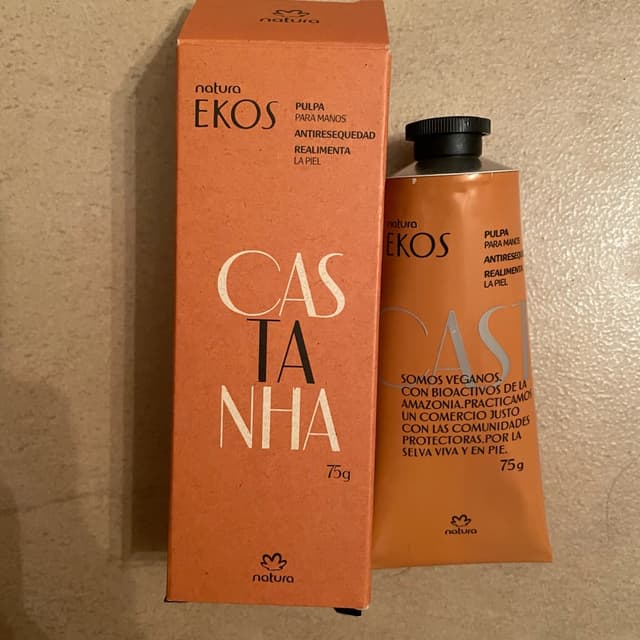 natura
natura
EKOS
PULPA
PARA MANOS
ANTIRESEQUEDAD
REALIMENTA
LA PIEL
CAS
TA
NHA
75g
natura
natura
EKOS
PULPA
PARA MANOS
ANTIRESEQUE
REALIMENTA
LA PIEL
CAST
SOMOS VEGANOS.
CON BIOACTIVOS DE LA
AMAZONIA.PRACTICAMOS
UN COMERCIO JUSTO
CON LAS COMUNIDADES
PROTECTORAS.POR LA
SELVA VIVA Y EN PIE.
75g
natura